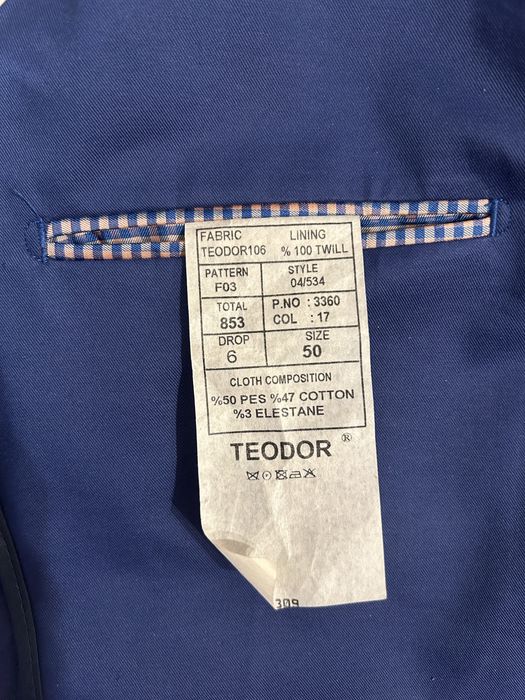 FABRIC LINING
TEODOR106 % 100 TWILL
PATTERN STYLE
F03 04/534
TOTAL P.NO : 3360
853 COL : 17
DROP SIZE
6 50
CLOTH COMPOSITION
%50 PES %47 COTTON
%3 ELESTANE
TEODOR ®
309